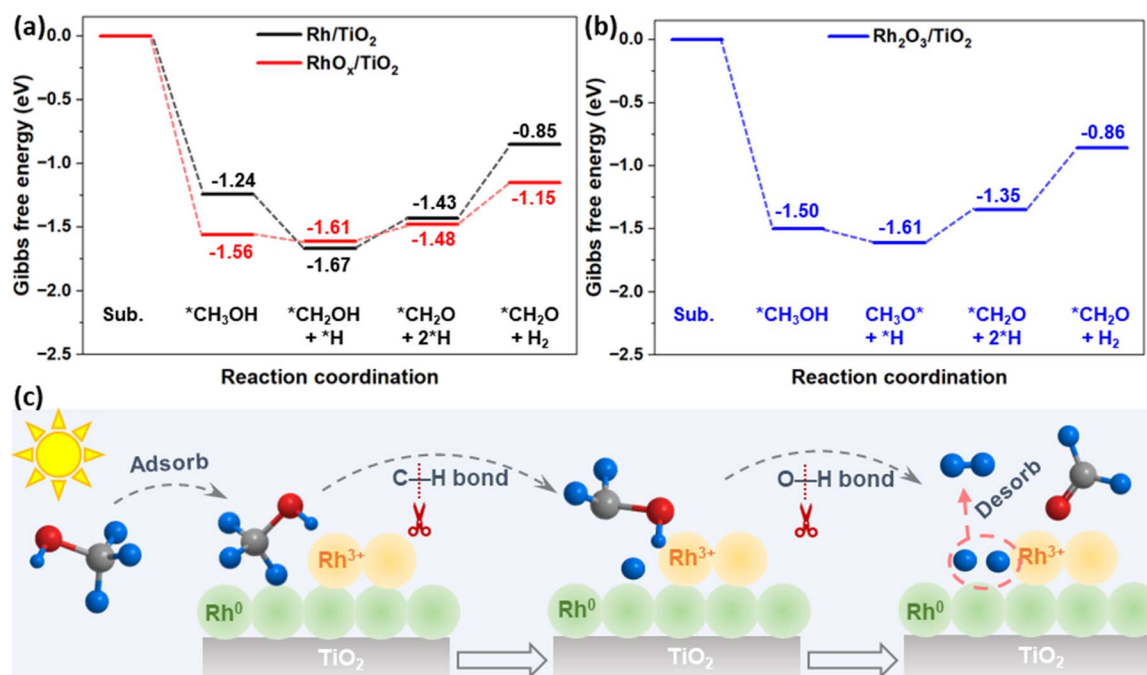 (a)
Rh/TiO₂
RhOₓ/TiO₂
0.0
−0.5
−1.0
−1.5
−2.0
−2.5
Gibbs free energy (eV)
-1.24
-1.56
-1.61
-1.67
-1.43
-1.48
-0.85
-1.15
Sub.
*CH₃OH
*CH₂OH
+ *H
*CH₂O
+ 2*H
*CH₂O
+ H₂
Reaction coordination
(b)
Rh₂O₃/TiO₂
0.0
−0.5
−1.0
−1.5
−2.0
−2.5
Gibbs free energy (eV)
-1.50
-1.61
-1.35
-0.86
Sub.
*CH₃OH
CH₃O*
+ *H
*CH₂O
+ 2*H
*CH₂O
+ H₂
Reaction coordination
(c)
Adsorb
C—H bond
O—H bond
Desorb
Rh³⁺
Rh³⁺
Rh³⁺
Rh⁰
Rh⁰
Rh⁰
TiO₂
TiO₂
TiO₂